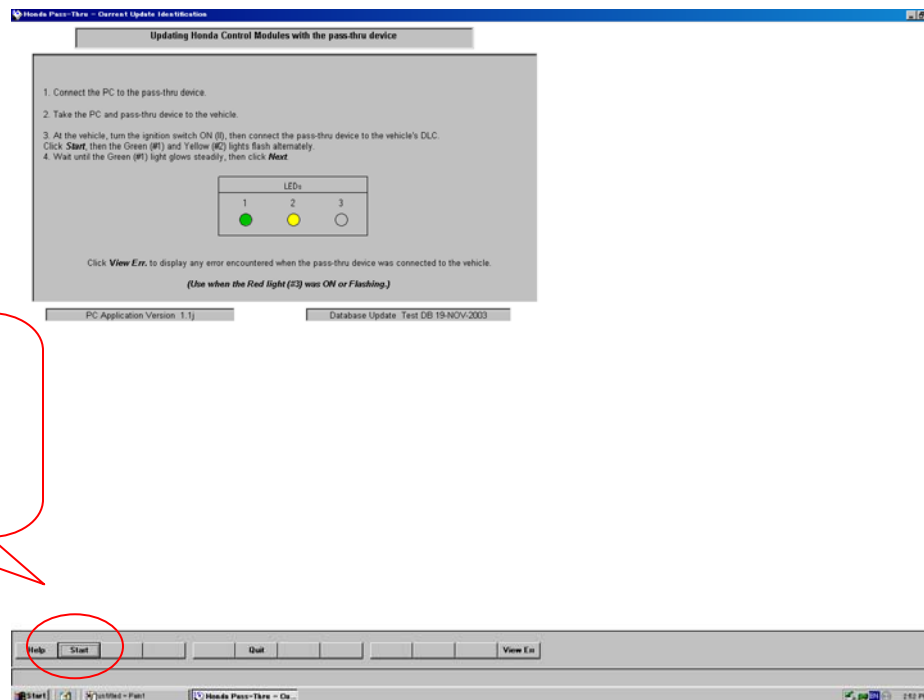 Honda Pass-Thru - Current Update Identification
Updating Honda Control Modules with the pass-thru device
1. Connect the PC to the pass-thru device.
2. Take the PC and pass-thru device to the vehicle.
3. At the vehicle, turn the ignition switch ON (II), then connect the pass-thru device to the vehicle's DLC.
Click Start, then the Green (#1) and Yellow (#2) lights flash alternately.
4. Wait until the Green (#1) light glows steadily, then click Next.
LEDs
1 2 3
Click View Err. to display any error encountered when the pass-thru device was connected to the vehicle.
(Use when the Red light (#3) was ON or Flashing.)
PC Application Version 1.1j
Database Update Test DB 19-NOV-2003
Help Start Quit View Err
Start untitled - Paint Honda Pass-Thru - Cu...